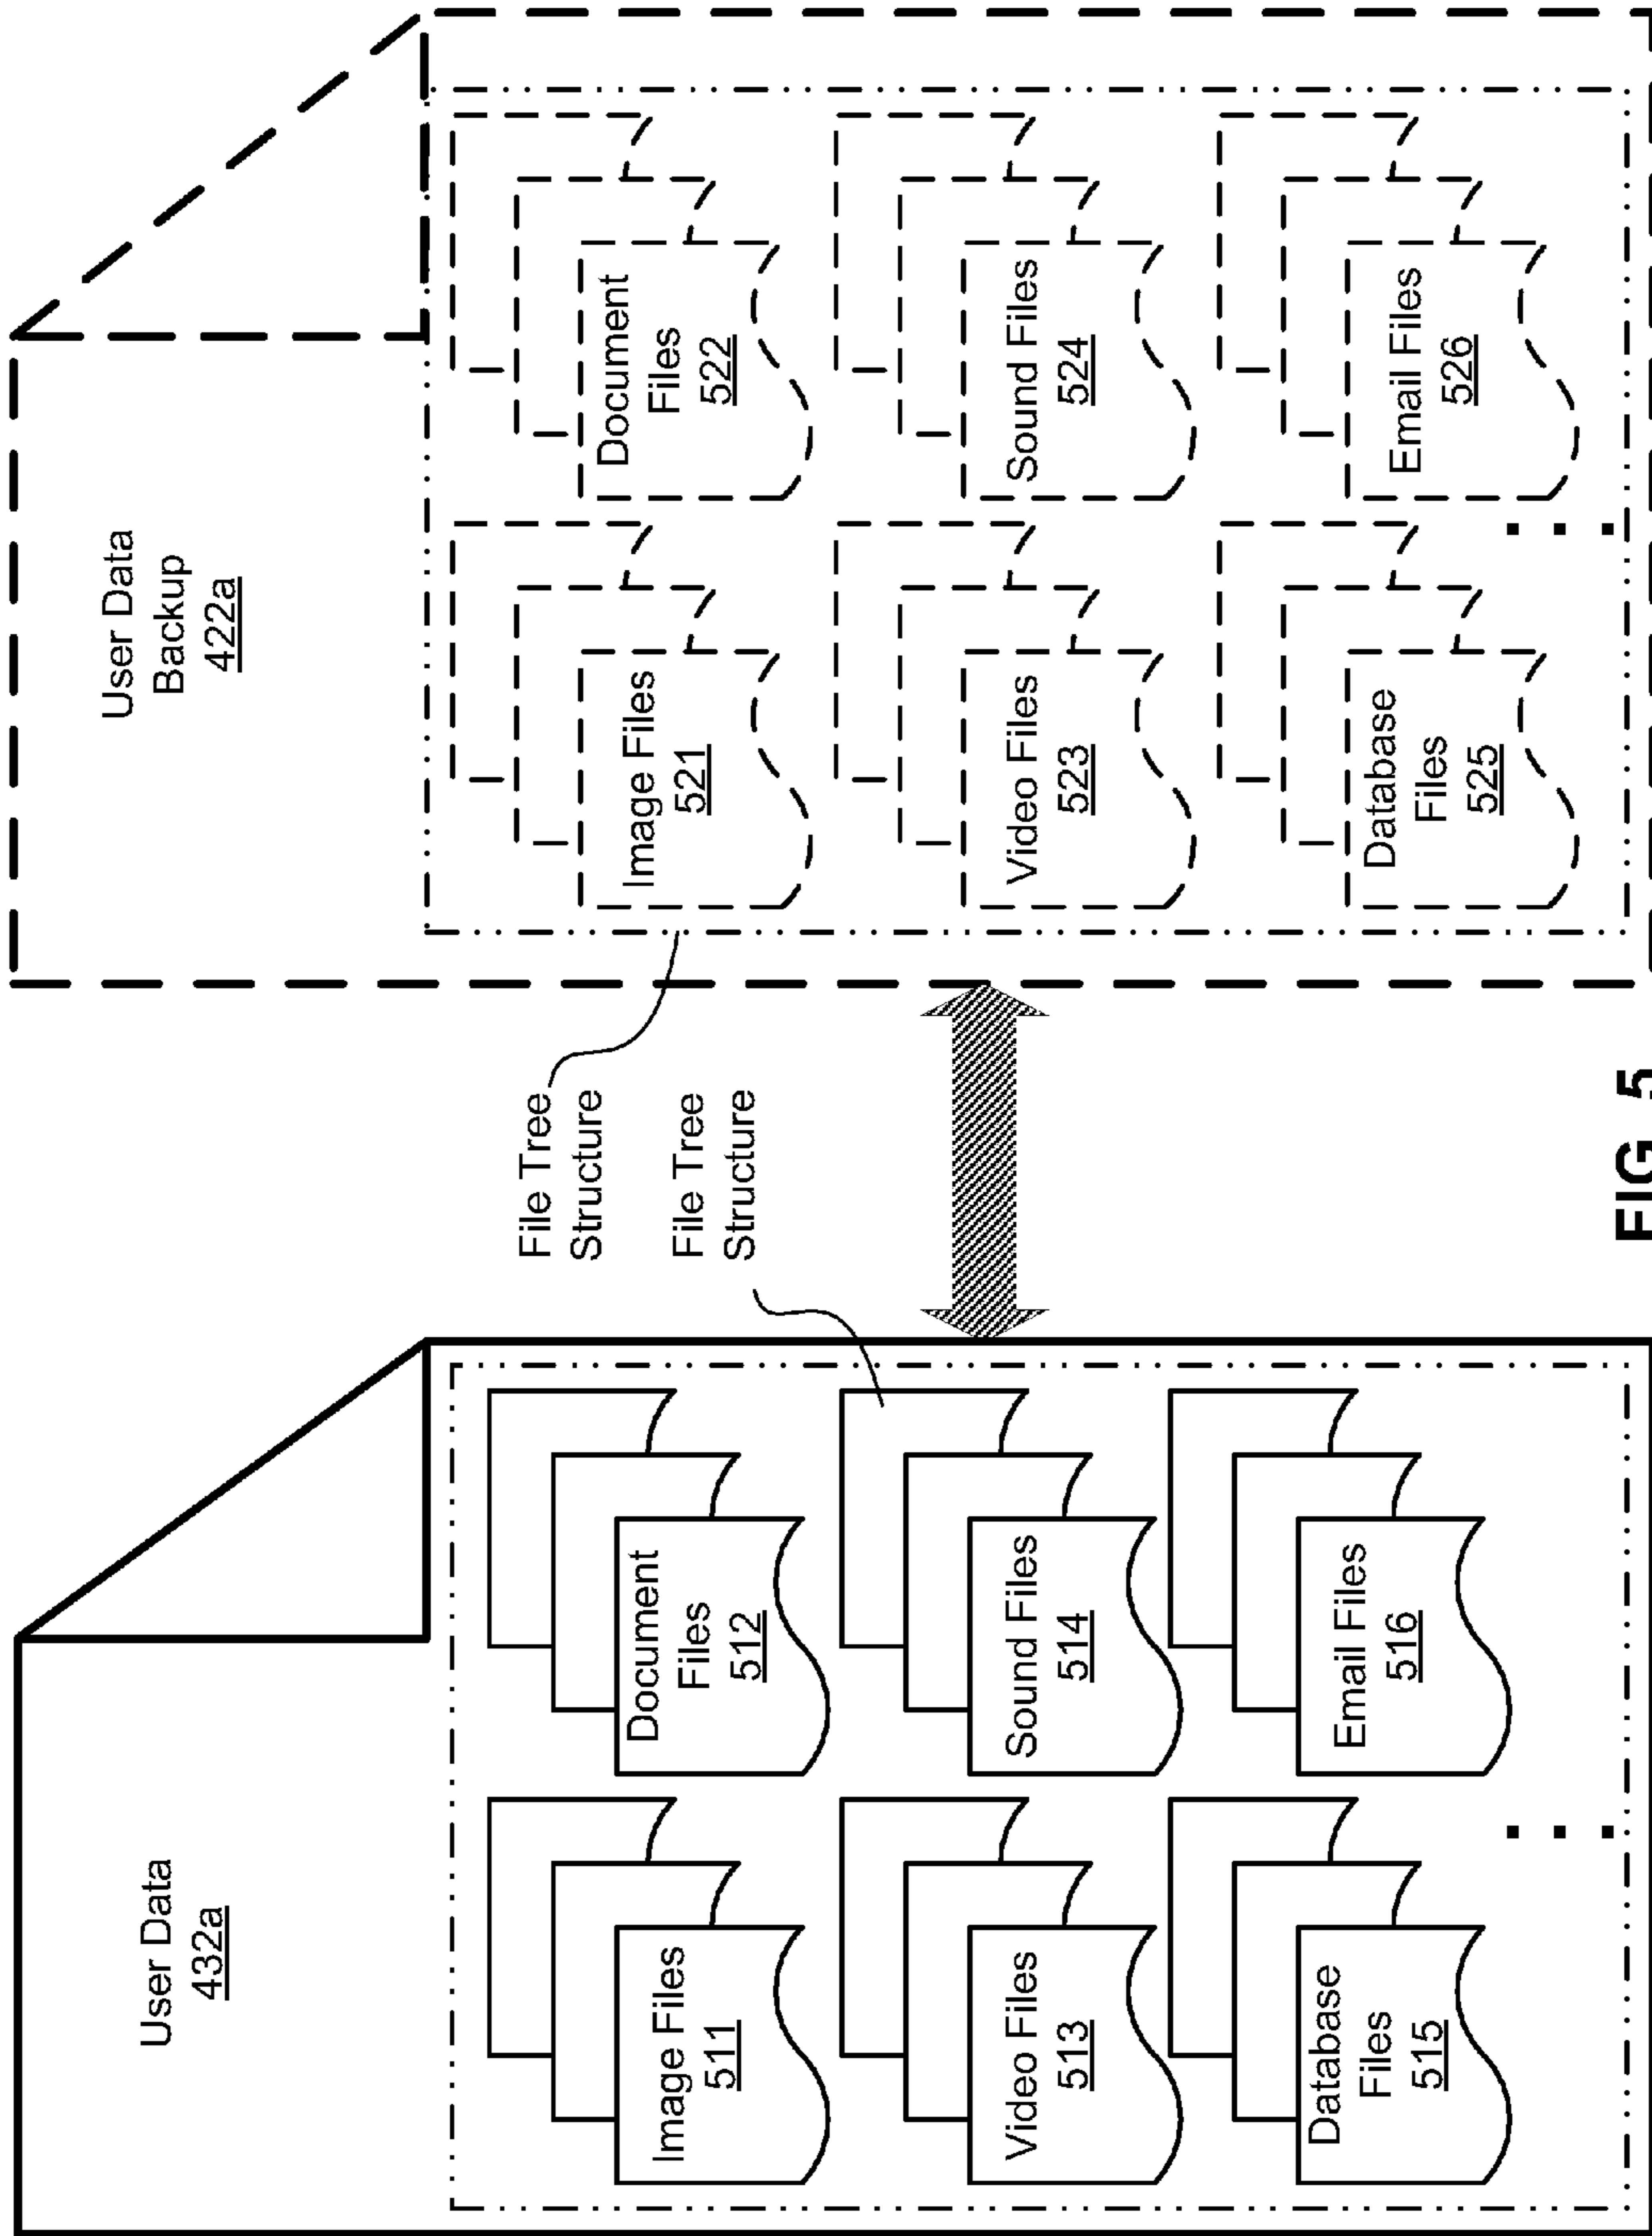 User Data
432a
Image Files
511
Document
Files
512
Video Files
513
Sound Files
514
Database
Files
515
Email Files
516
. . .
File Tree
Structure
File Tree
Structure
User Data
Backup
422a
Image Files
521
Document
Files
522
Video Files
523
Sound Files
524
Database
Files
525
Email Files
526
. . .
FIG. 5